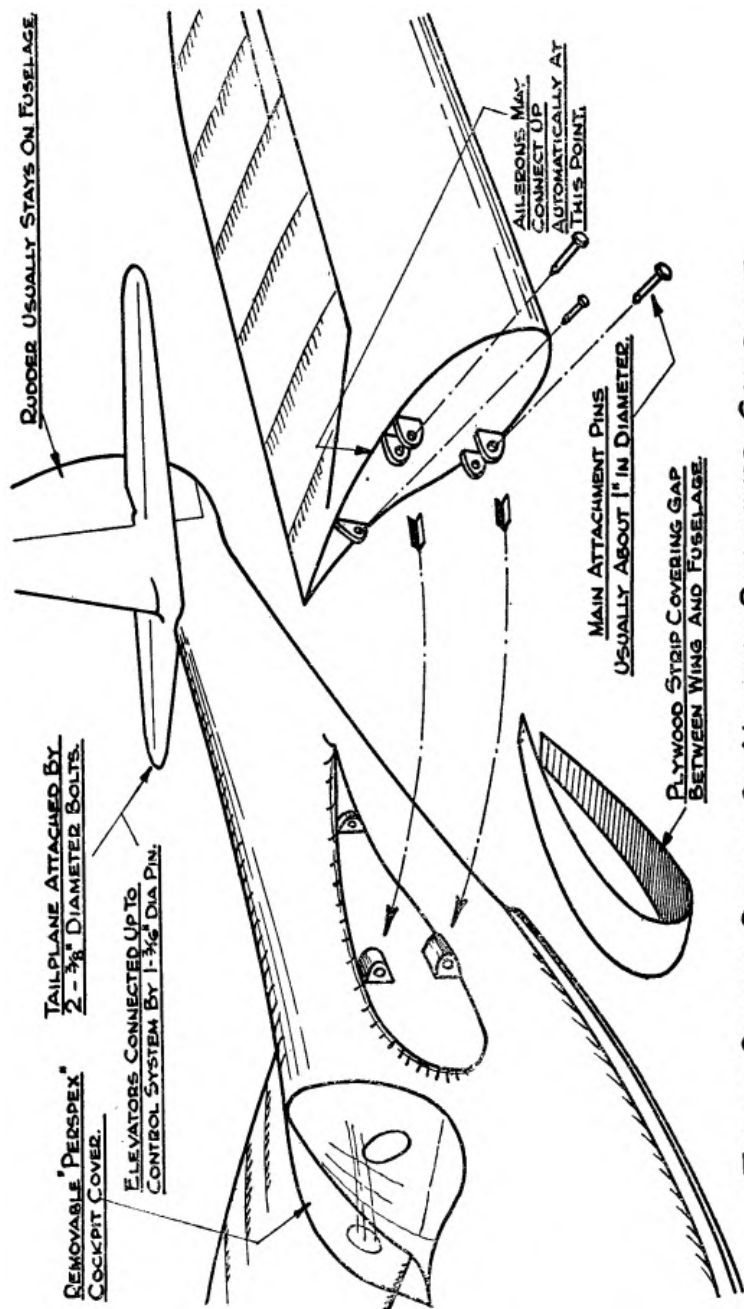 REMOVABLE "PERSPEX"
COCKPIT COVER.
TAILPLANE ATTACHED BY
2 - 3/8" DIAMETER BOLTS.
ELEVATORS CONNECTED UP TO
CONTROL SYSTEM BY 1-3/16" DIA PIN.
RUDDER USUALLY STAYS ON FUSELAGE.
AILERONS MAY
CONNECT UP
AUTOMATICALLY AT
THIS POINT.
MAIN ATTACHMENT PINS
USUALLY ABOUT 1" IN DIAMETER.
PLYWOOD STRIP COVERING GAP
BETWEEN WING AND FUSELAGE.